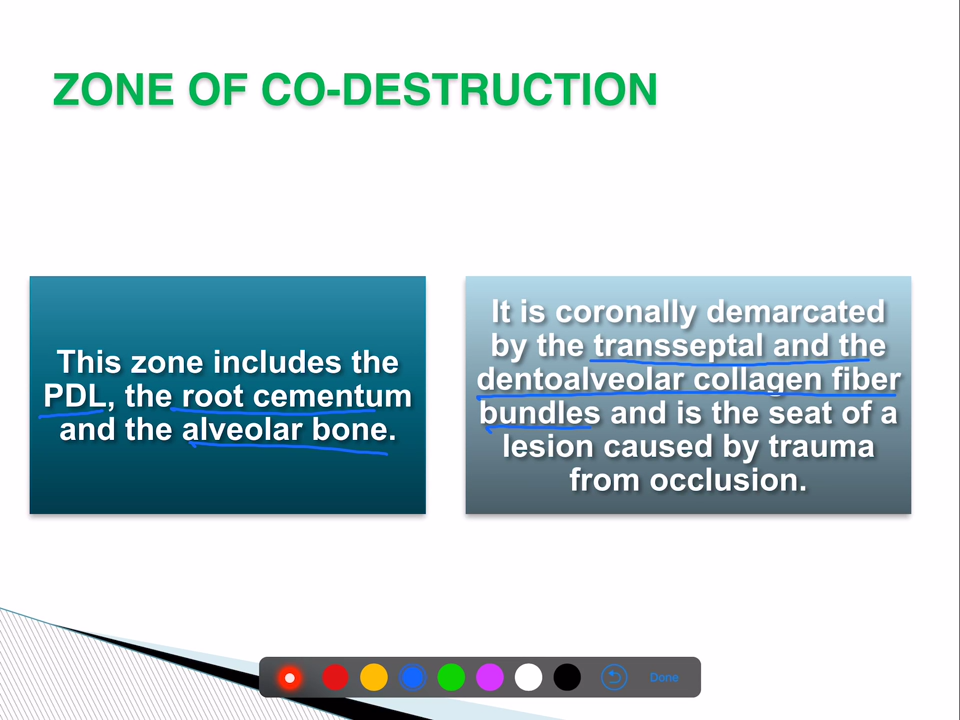 ZONE OF CO-DESTRUCTION
This zone includes the
PDL, the root cementum
and the alveolar bone.
It is coronally demarcated
by the transseptal and the
dentoalveolar collagen fiber
bundles and is the seat of a
lesion caused by trauma
from occlusion.
Done